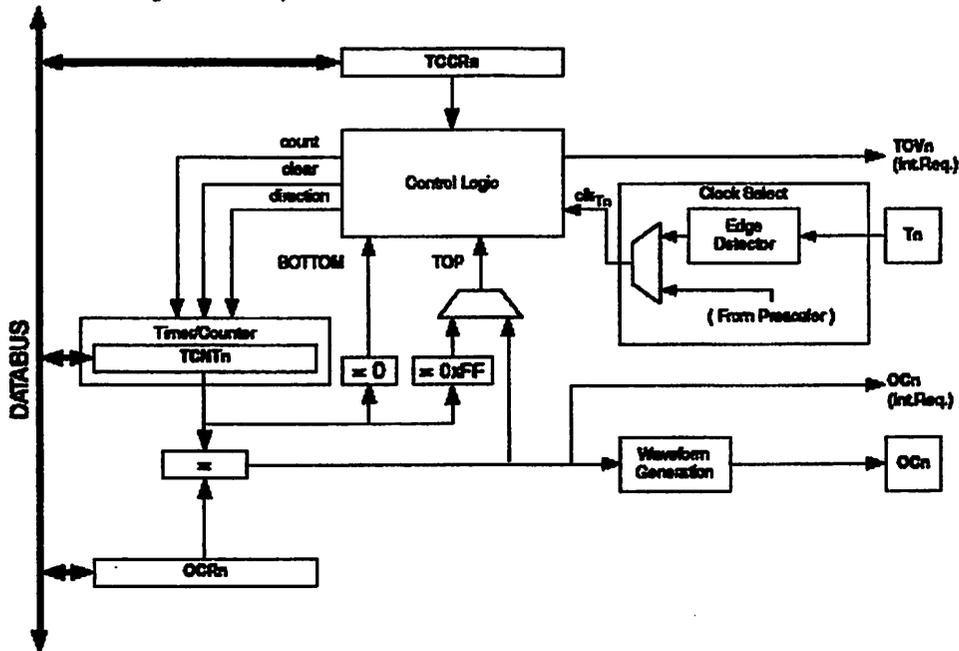 TCCRn
count
clear
direction
Control Logic
TOVn
(Int.Req.)
clkTn
Clock Select
Edge
Detector
Tn
BOTTOM
TOP
( From Prescaler )
Timer/Counter
TCNTn
= 0
= 0xFF
DATABUS
OCn
(Int.Req.)
=
Waveform
Generation
OCn
OCRn